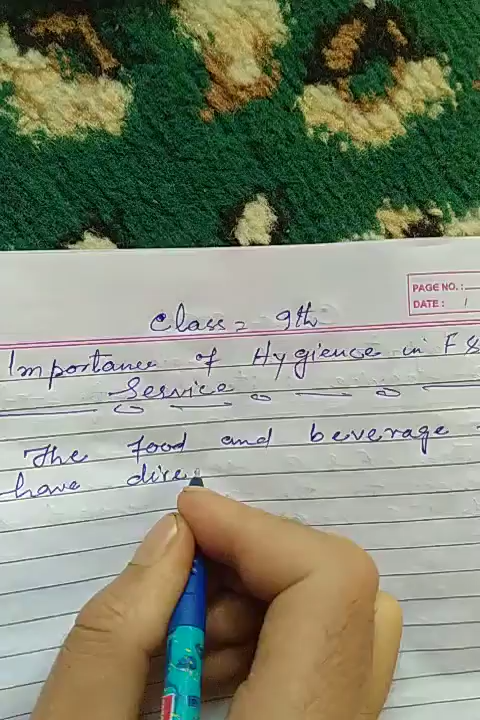 PAGE NO.:
DATE: /
Class = 9th
Importance of Hygience in F &
Service
The food and beverage
have dire